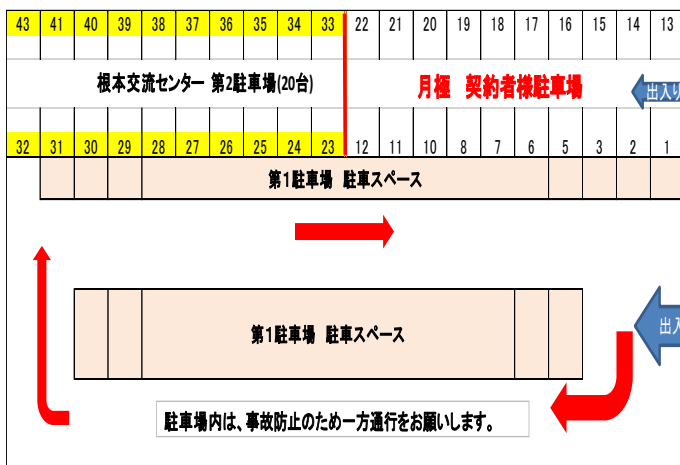 43 41 40 39 38 37 36 35 34 33 22 21 20 19 18 17 16 15 14 13
根本交流センター 第2駐車場(20台)
月極 契約者様駐車場
出入り
32 31 30 29 28 27 26 25 24 23 12 11 10 8 7 6 5 3 2 1
第1駐車場 駐車スペース
第1駐車場 駐車スペース
出入
駐車場内は、事故防止のため一方通行をお願いします。